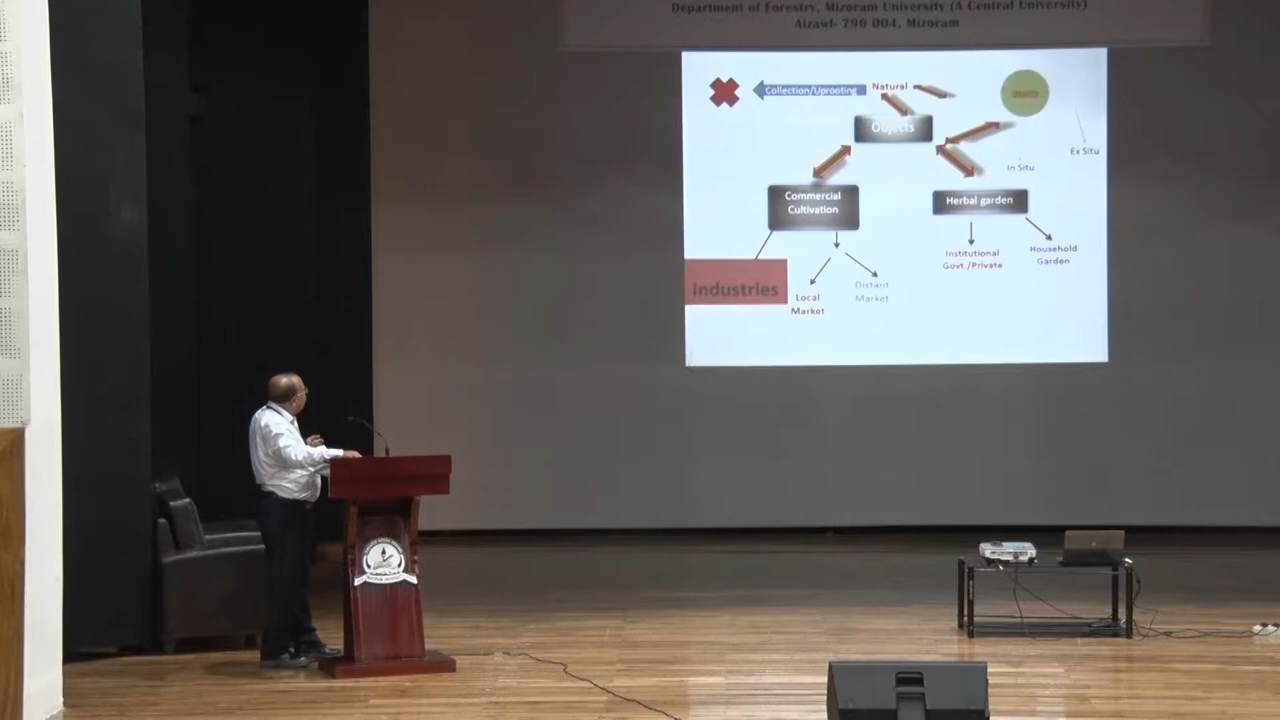 Department of Forestry, Mizoram University (A Central University)
Aizawl- 796 004, Mizoram
Collection/Uprooting
Natural
Objects
Ex Situ
In Situ
Commercial
Cultivation
Herbal garden
Institutional
Govt./Private
Household
Garden
Industries
Local
Market
Distant
Market